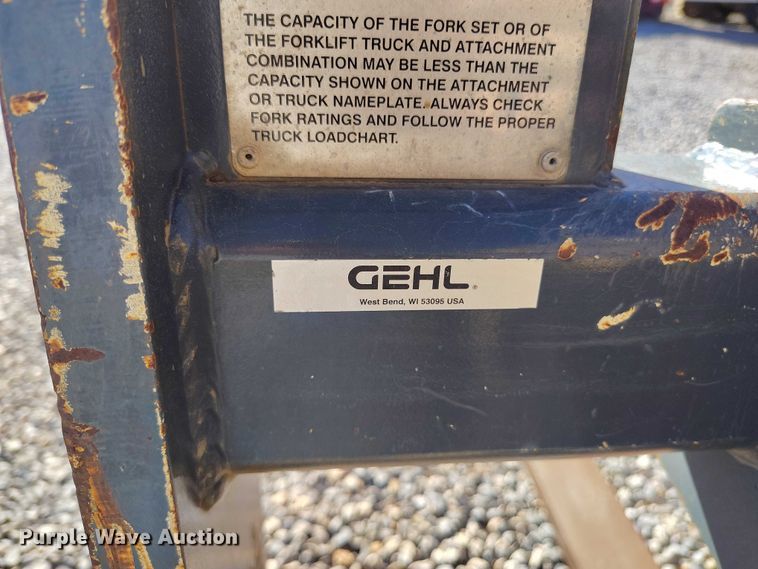 THE CAPACITY OF THE FORK SET OR OF
THE FORKLIFT TRUCK AND ATTACHMENT
COMBINATION MAY BE LESS THAN THE
CAPACITY SHOWN ON THE ATTACHMENT
OR TRUCK NAMEPLATE. ALWAYS CHECK
FORK RATINGS AND FOLLOW THE PROPER
TRUCK LOADCHART.
GEHL®
West Bend, WI 53095 USA
Purple Wave Auction